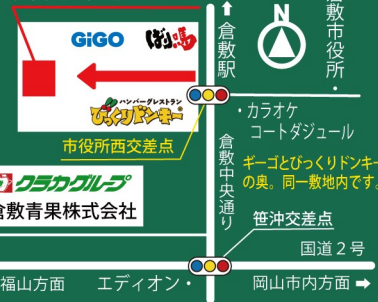 GiGO
ばり馬
ハンバーグレストラン
びっくりドンキー
市役所西交差点
クラカグループ
倉敷青果株式会社
倉敷駅
N
倉敷市役所・
・カラオケ
コートダジュール
倉敷中央通り
ギーゴとびっくりドンキー
の奥。同一敷地内です。
笹沖交差点
国道2号
福山方面
エディオン・
岡山市内方面